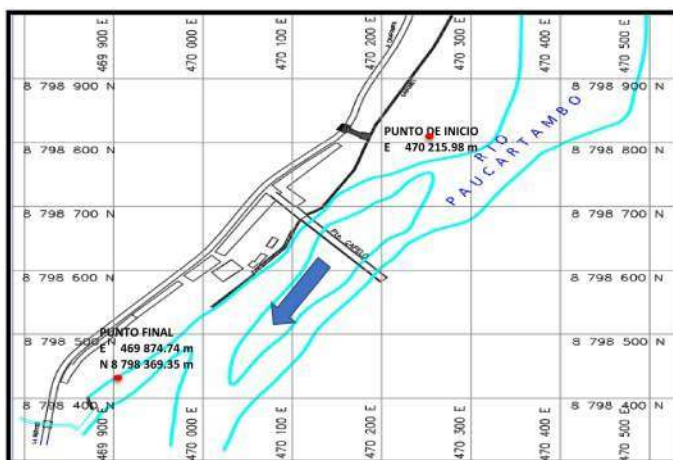 469 900 E
470 000 E
470 100 E
470 200 E
470 300 E
470 400 E
470 500 E
8 798 900 N
8 798 900 N
PUNTO DE INICIO
E 470 215.98 m
8 798 800 N
8 798 800 N
RIO
PAUCARTAMBO
8 798 700 N
8 798 700 N
PTE. CAPELO
8 798 600 N
8 798 600 N
8 798 500 N
8 798 500 N
PUNTO FINAL
E 469 874.74 m
N 8 798 369.35 m
8 798 400 N
8 798 400 N
469 900 E
470 000 E
470 100 E
470 200 E
470 300 E
470 400 E
470 500 E